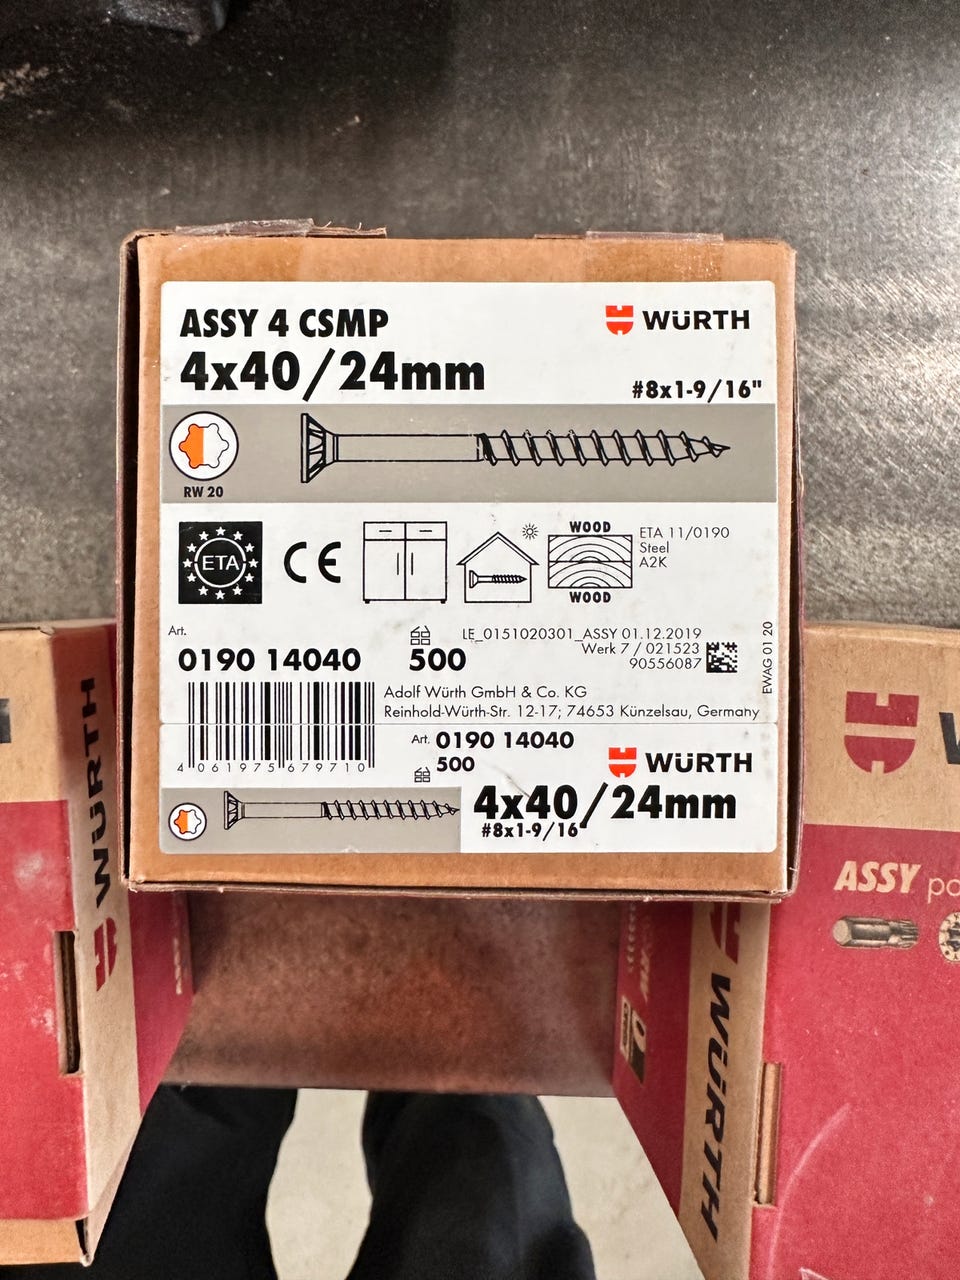 ASSY 4 CSMP
WÜRTH
4x40/24mm
#8x1-9/16"
RW 20
ETA
CE
WOOD
WOOD
ETA 11/0190
Steel
A2K
Art.
0190 14040
500
LE_0151020301_ASSY 01.12.2019
Werk 7 / 021523
90556087
EWAG 01 20
Adolf Würth GmbH & Co. KG
Reinhold-Würth-Str. 12-17; 74653 Künzelsau, Germany
4 061975 679710
Art. 0190 14040
500
WÜRTH
4x40/24mm
#8x1-9/16"
WÜRTH
WÜRTH
ASSY